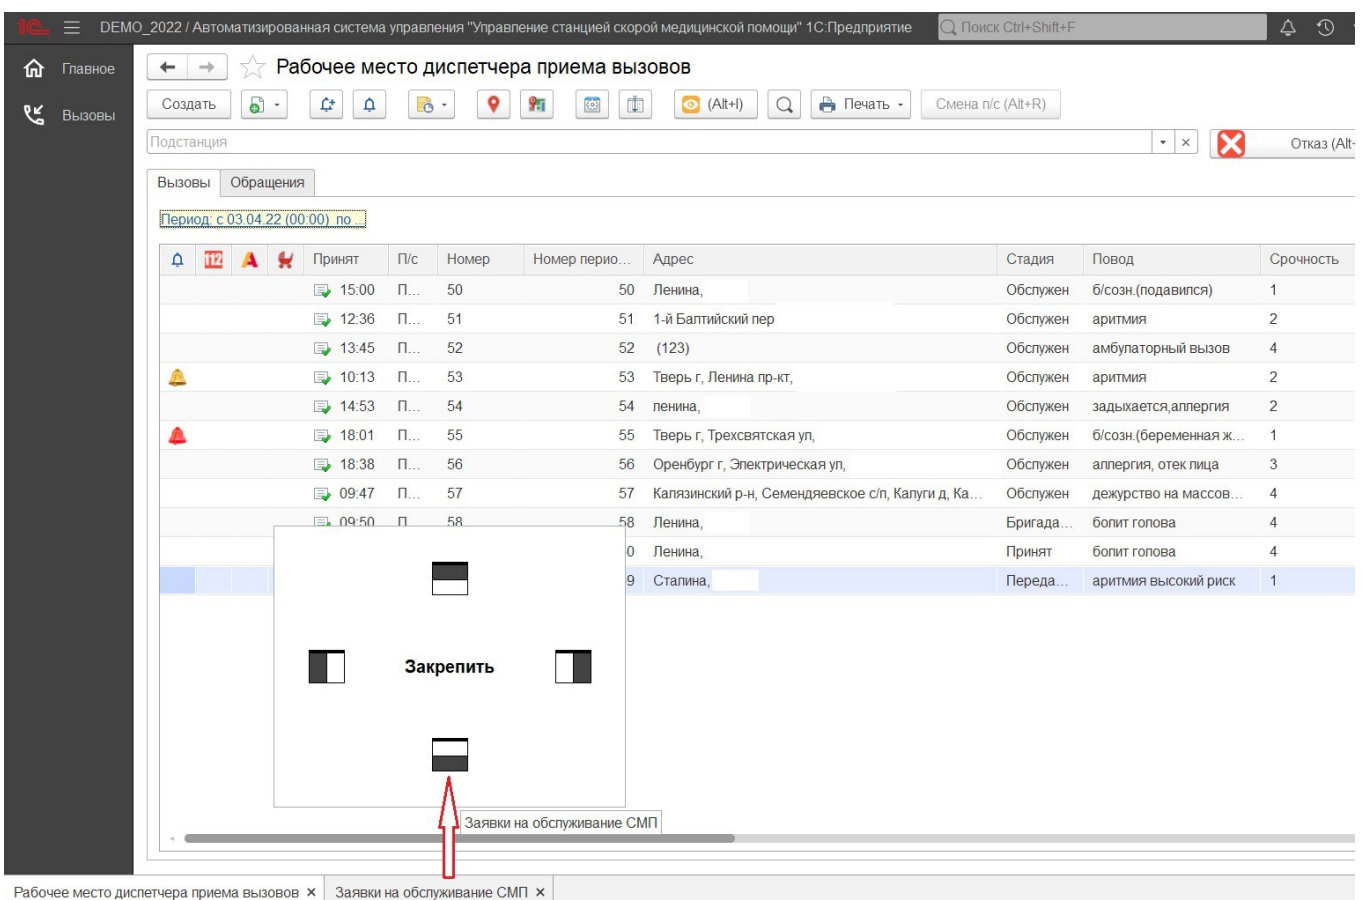 1С DEMO_2022 / Автоматизированная система управления "Управление станцией скорой медицинской помощи" 1С:Предприятие Поиск Ctrl+Shift+F
Главное
Вызовы
Рабочее место диспетчера приема вызовов
Создать (Alt+I) Печать Смена п/с (Alt+R)
Подстанция Отказ (Alt+
Вызовы Обращения
Период: с 03.04.22 (00:00) по ...
112 А Принят П/с Номер Номер перио... Адрес Стадия Повод Срочность
15:00 П... 50 50 Ленина, Обслужен б/созн.(подавился) 1
12:36 П... 51 51 1-й Балтийский пер Обслужен аритмия 2
13:45 П... 52 52 (123) Обслужен амбулаторный вызов 4
10:13 П... 53 53 Тверь г, Ленина пр-кт, Обслужен аритмия 2
14:53 П... 54 54 ленина, Обслужен задыхается,аллергия 2
18:01 П... 55 55 Тверь г, Трехсвятская ул, Обслужен б/созн.(беременная ж... 1
18:38 П... 56 56 Оренбург г, Электрическая ул, Обслужен аллергия, отек лица 3
09:47 П... 57 57 Калязинский р-н, Семендяевское с/п, Калуги д, Ка... Обслужен дежурство на массов... 4
09:50 П 58 58 Ленина, Бригада... болит голова 4
0 Ленина, Принят болит голова 4
9 Сталина, Переда... аритмия высокий риск 1
Закрепить
Заявки на обслуживание СМП
Рабочее место диспетчера приема вызовов × Заявки на обслуживание СМП ×